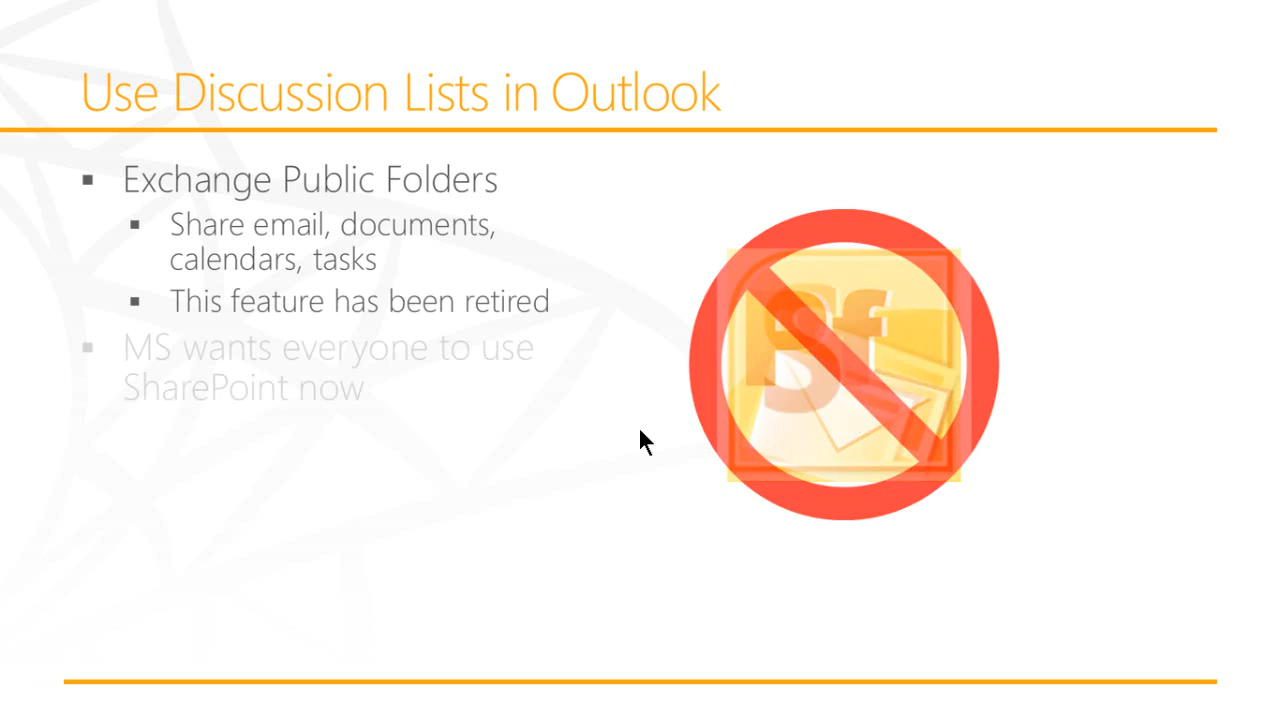 Use Discussion Lists in Outlook
Exchange Public Folders
Share email, documents,
calendars, tasks
This feature has been retired
MS wants everyone to use
SharePoint now